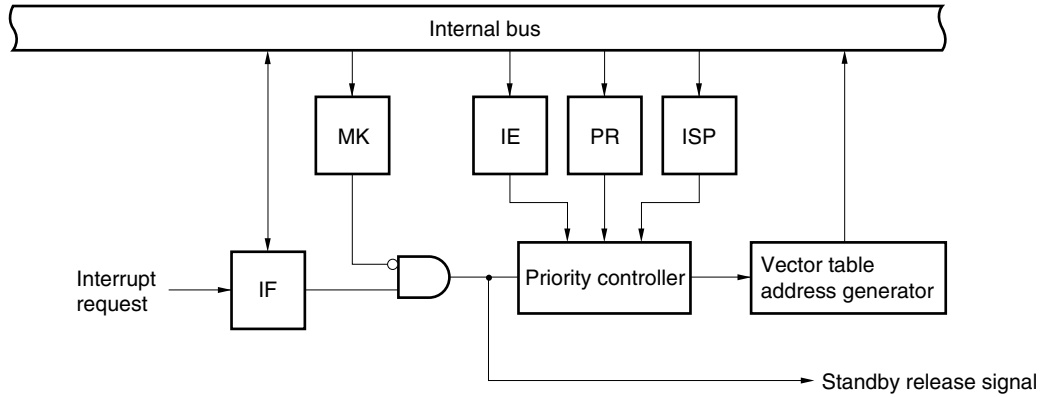 Internal bus
MK
IE
PR
ISP
Interrupt
request
IF
Priority controller
Vector table
address generator
Standby release signal